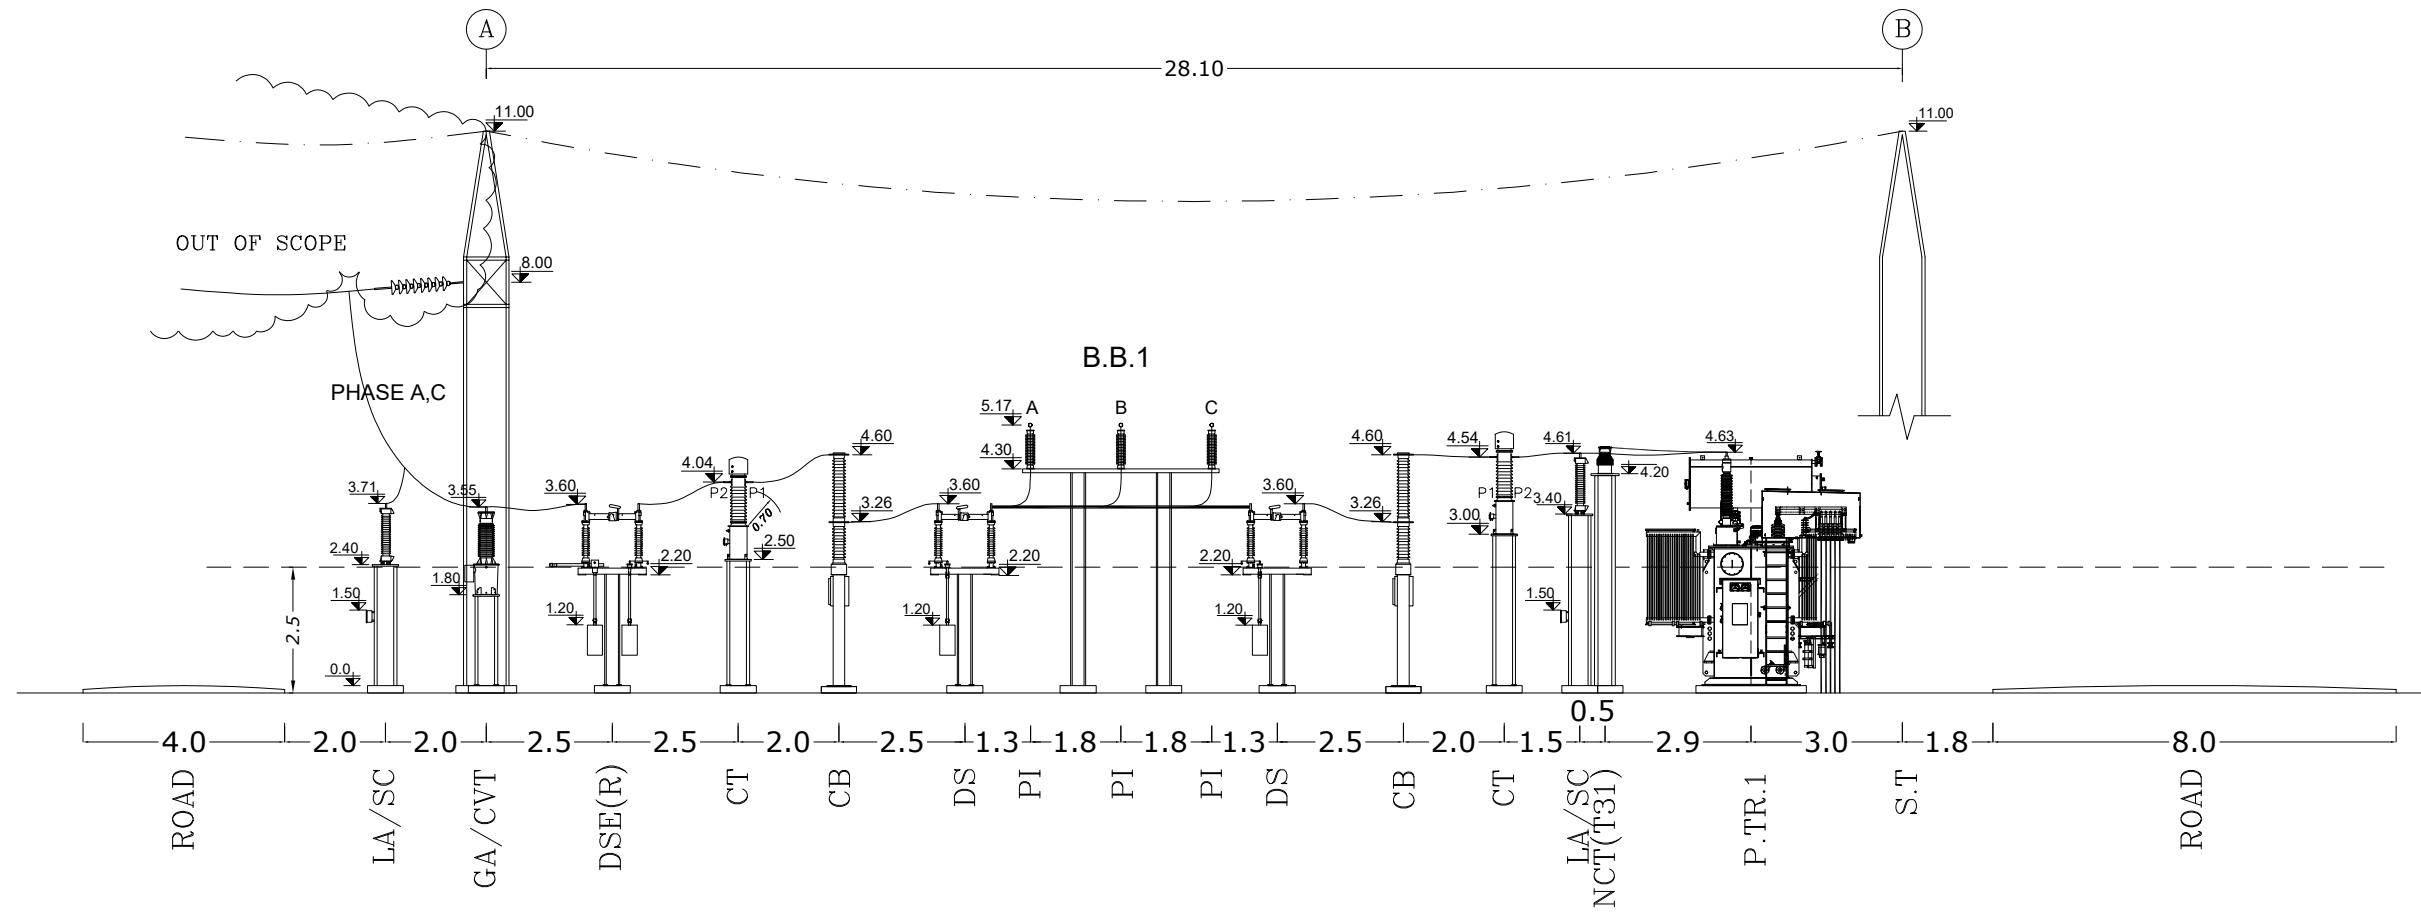 A
B
28.10
11.00
11.00
OUT OF SCOPE
8.00
B.B.1
PHASE A,C
5.17
A
B
C
4.60
4.60
4.54
4.61
4.63
4.04
4.30
4.20
P2
P1
P1
P2
3.71
3.55
3.60
3.60
3.60
3.40
3.26
3.26
0.70
3.00
2.40
2.50
2.20
2.20
2.20
1.80
1.50
1.50
1.20
1.20
1.20
2.5
0.0
0.5
4.0
2.0
2.0
2.5
2.5
2.0
2.5
1.3
1.8
1.8
1.3
2.5
2.0
1.5
2.9
3.0
1.8
8.0
ROAD
LA/SC
GA/CVT
DSE(R)
CT
CB
DS
PI
PI
PI
DS
CB
CT
LA/SC
NCT(T31)
P.TR.1
S.T
ROAD